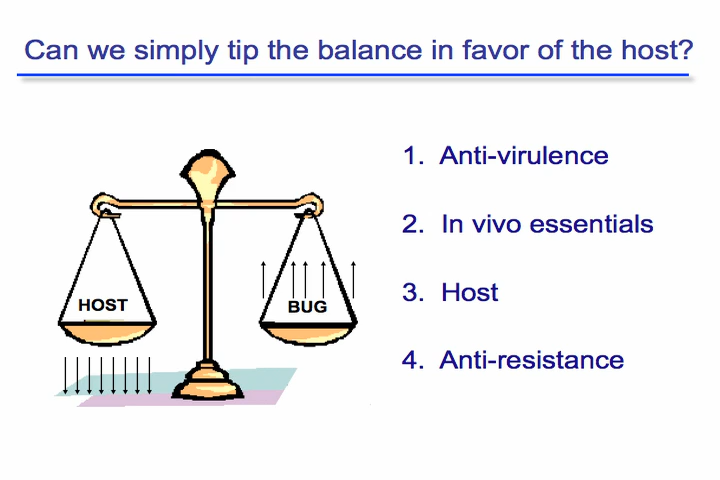 Can we simply tip the balance in favor of the host?
1. Anti-virulence
2. In vivo essentials
3. Host
4. Anti-resistance
HOST
BUG